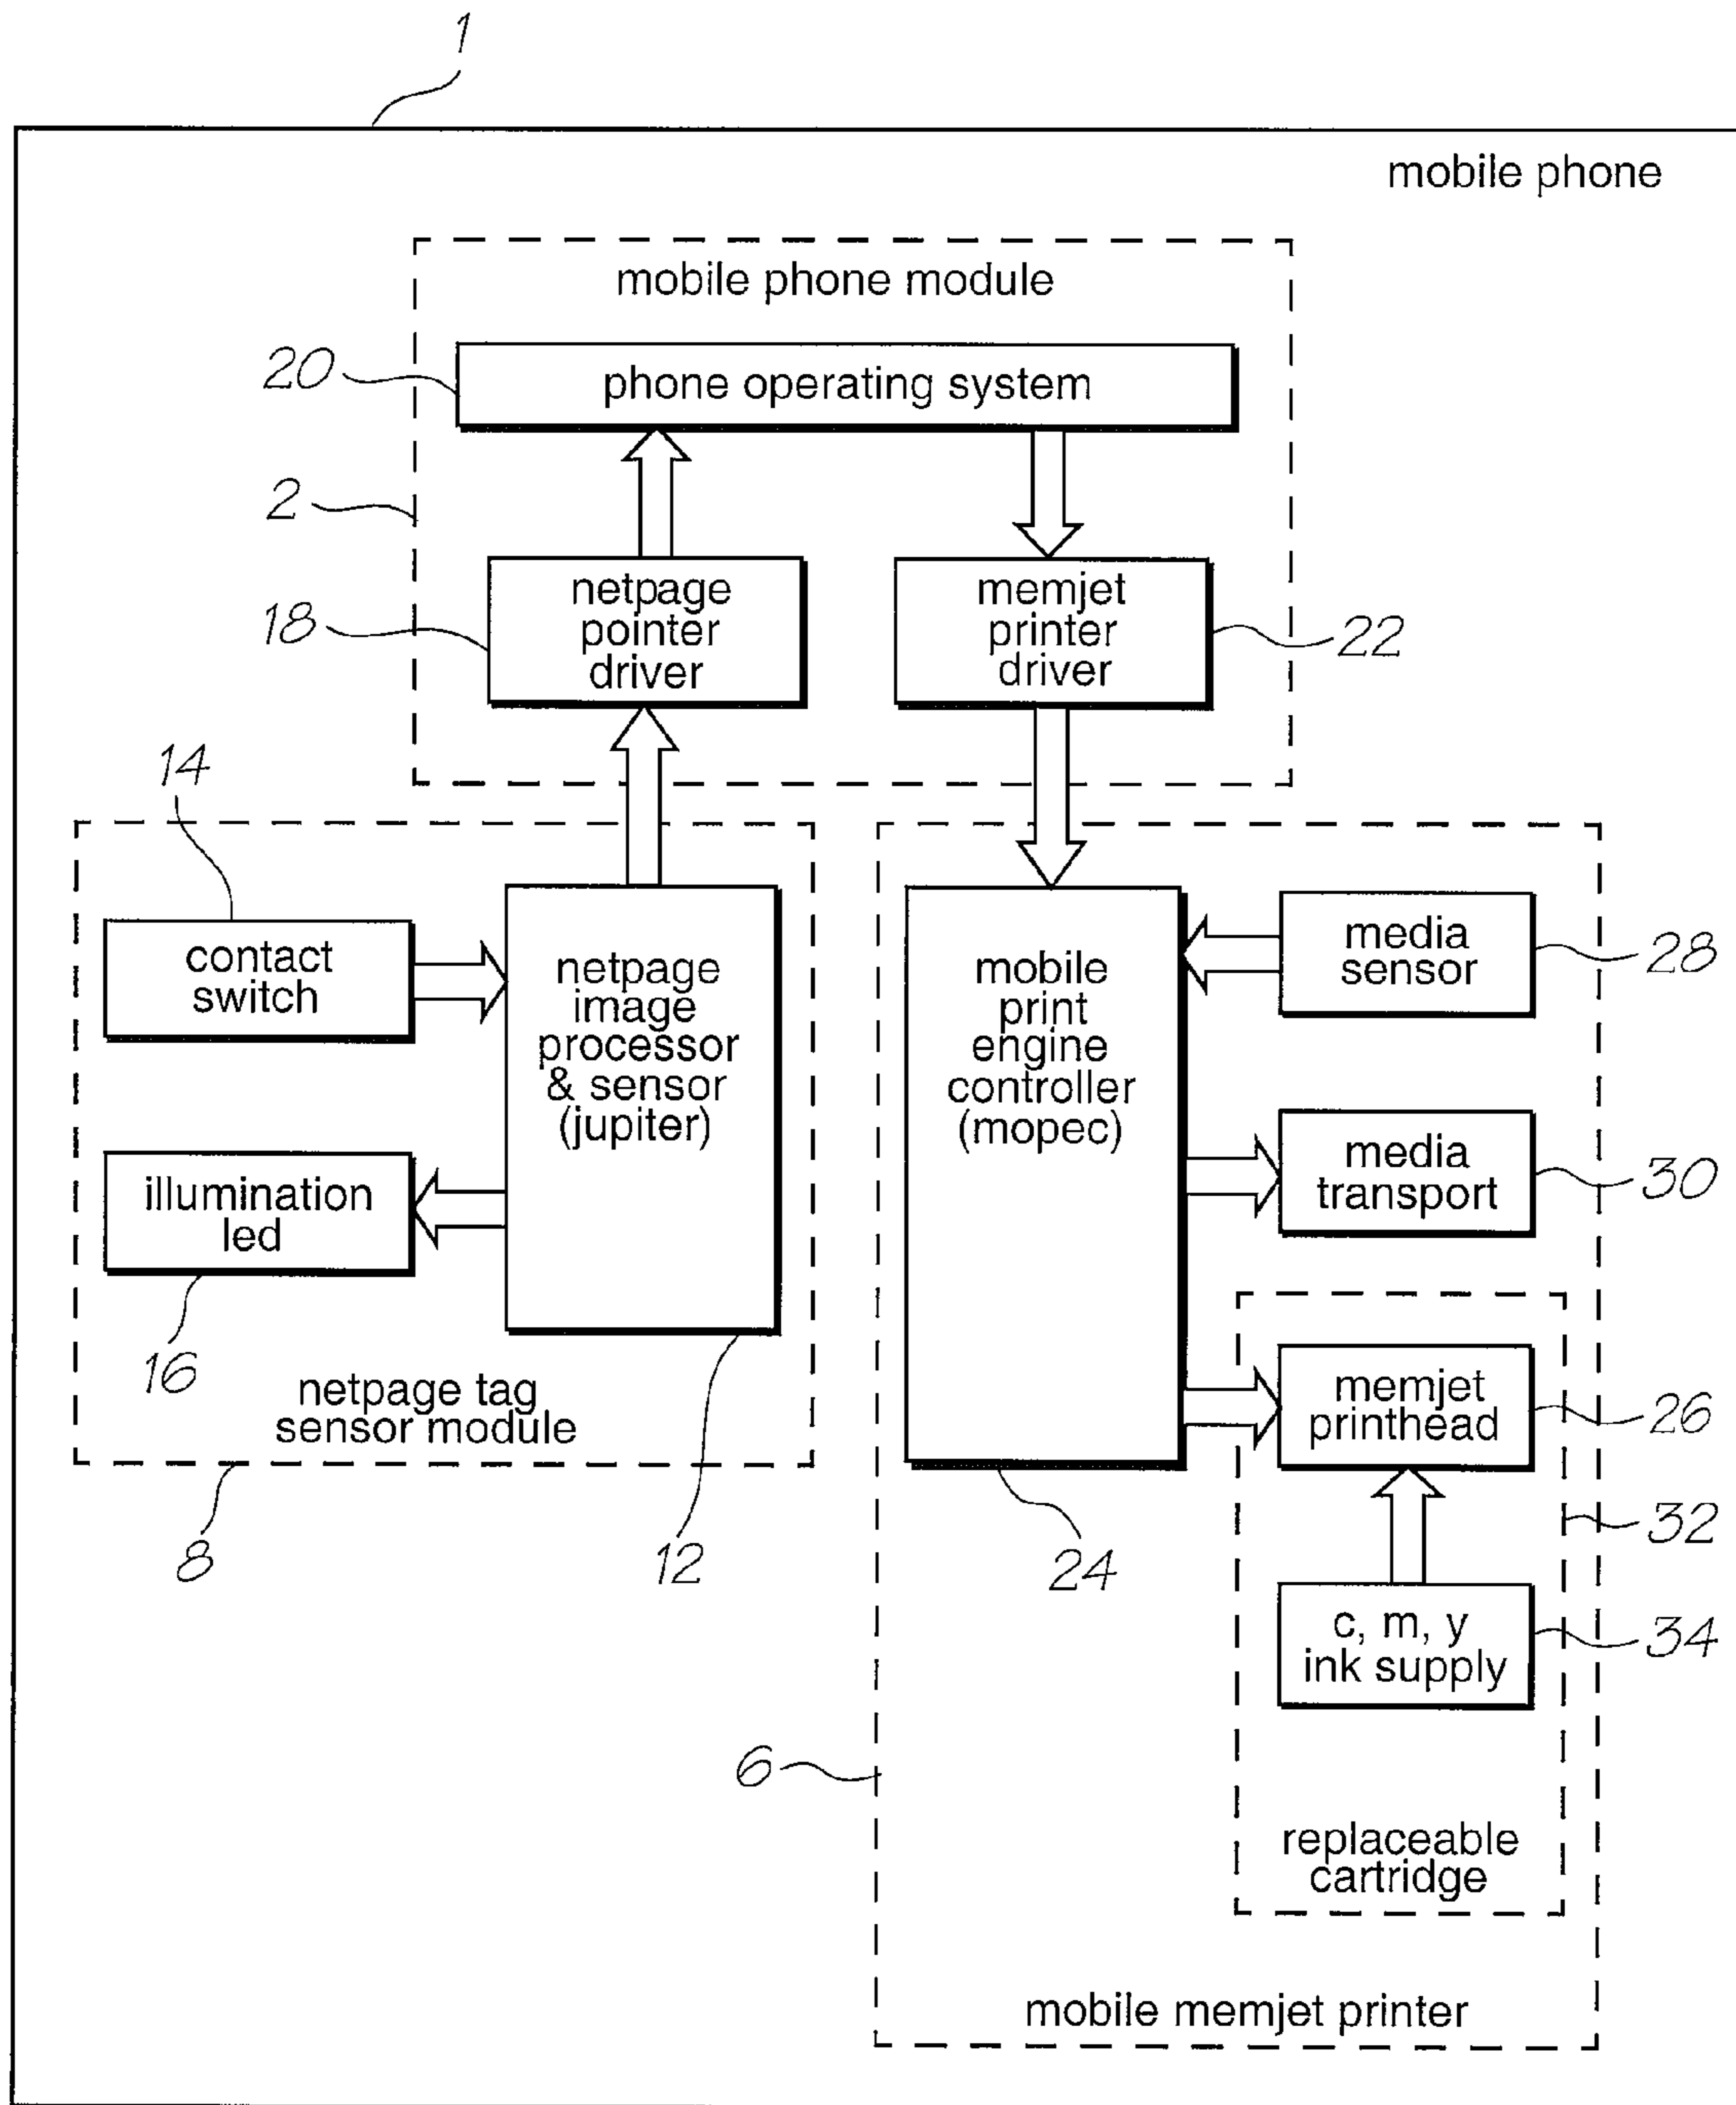 1
mobile phone
mobile phone module
20
phone operating system
2
18
netpage
pointer
driver
memjet
printer
driver
22
14
contact
switch
netpage
image
processor
& sensor
(jupiter)
illumination
led
16
netpage tag
sensor module
8
12
mobile
print
engine
controller
(mopec)
24
media
sensor
28
media
transport
30
memjet
printhead
26
32
c, m, y
ink supply
34
6
replaceable
cartridge
mobile memjet printer